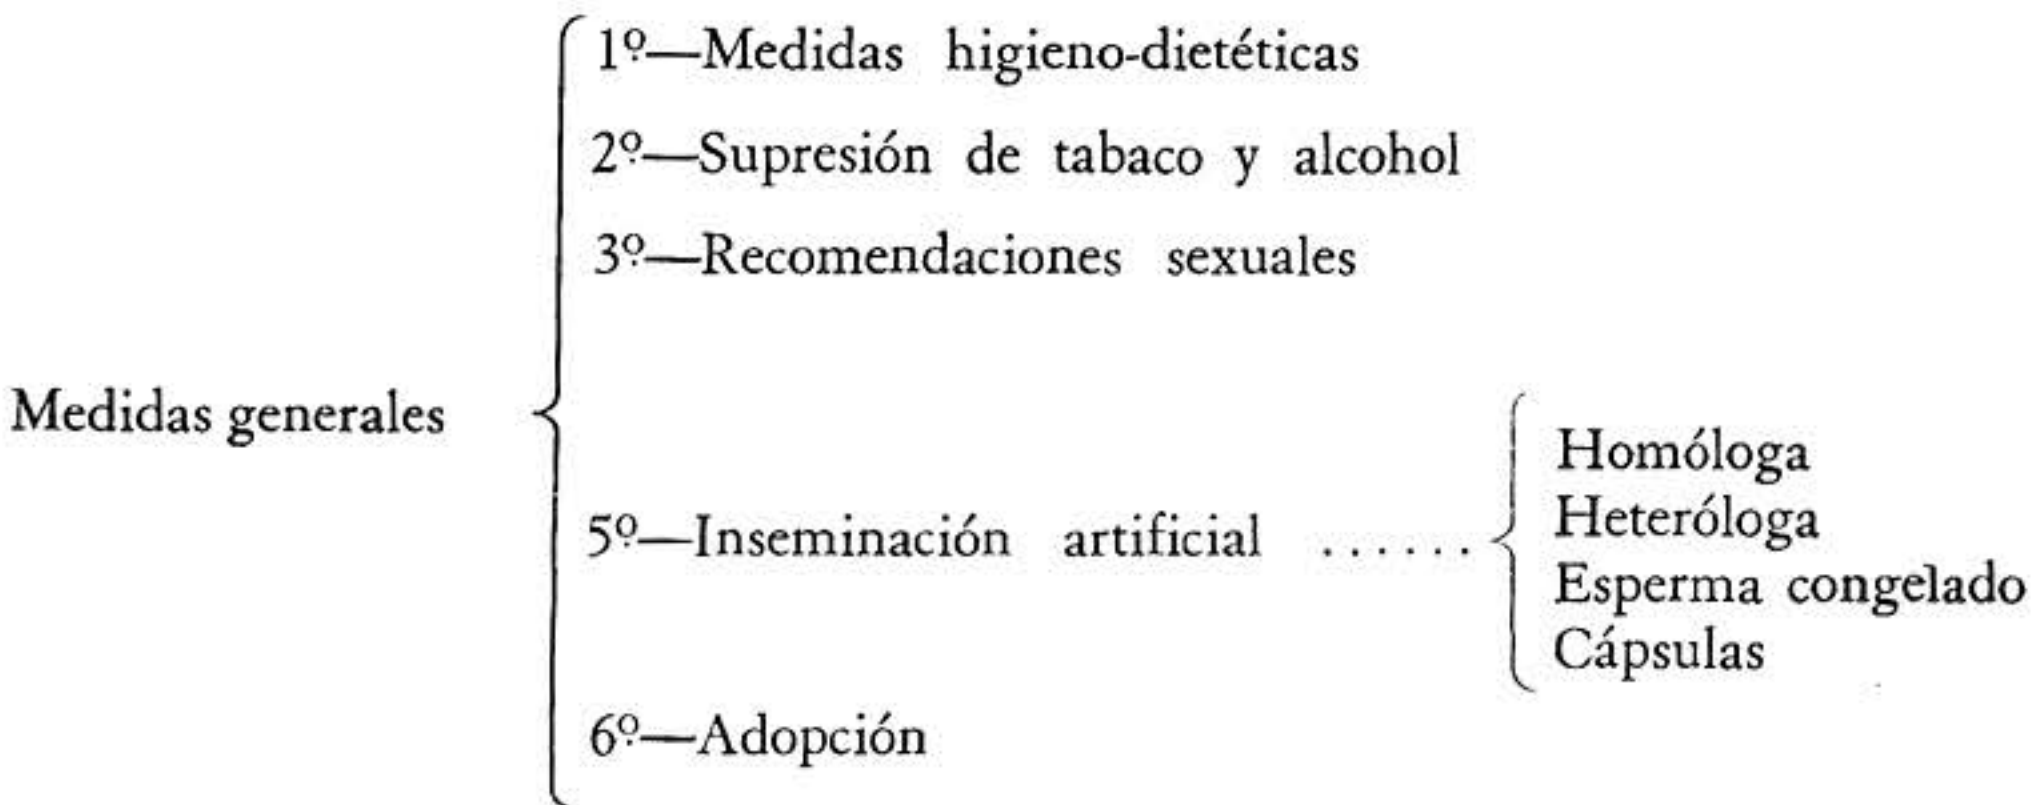 1º—Medidas higieno-dietéticas
2º—Supresión de tabaco y alcohol
3º—Recomendaciones sexuales
Medidas generales
5º—Inseminación artificial ......
Homóloga
Heteróloga
Esperma congelado
Cápsulas
6º—Adopción